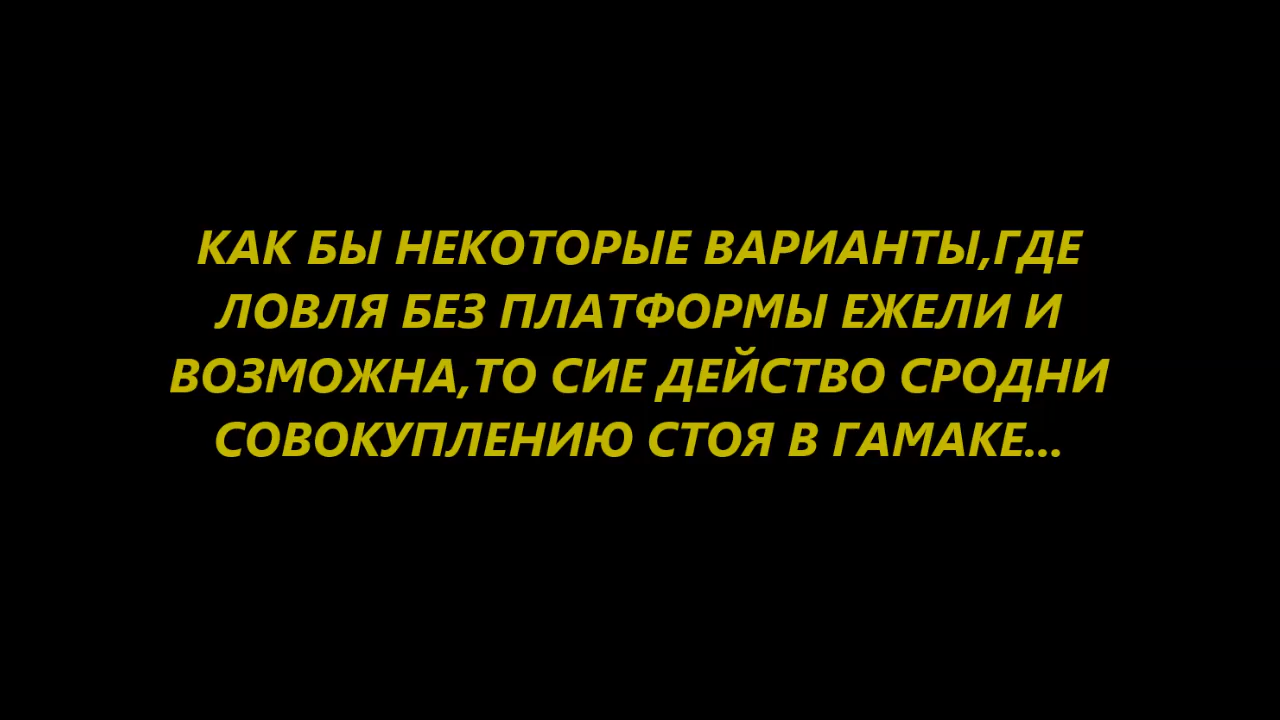 КАК БЫ НЕКОТОРЫЕ ВАРИАНТЫ,ГДЕ
ЛОВЛЯ БЕЗ ПЛАТФОРМЫ ЕЖЕЛИ И
ВОЗМОЖНА,ТО СИЕ ДЕЙСТВО СРОДНИ
СОВОКУПЛЕНИЮ СТОЯ В ГАМАКЕ...